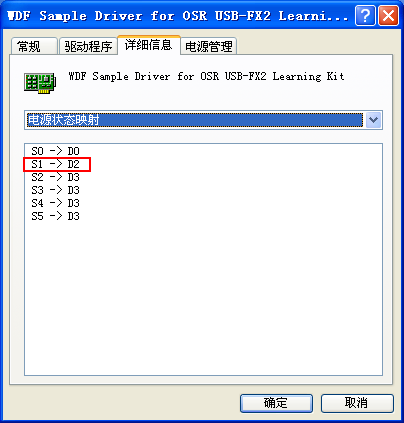 WDF Sample Driver for OSR USB-FX2 Learni...
常规 驱动程序 详细信息 电源管理
WDF Sample Driver for OSR USB-FX2 Learning Kit
电源状态映射
S0 -> D0
S1 -> D2
S2 -> D3
S3 -> D3
S4 -> D3
S5 -> D3
确定 取消